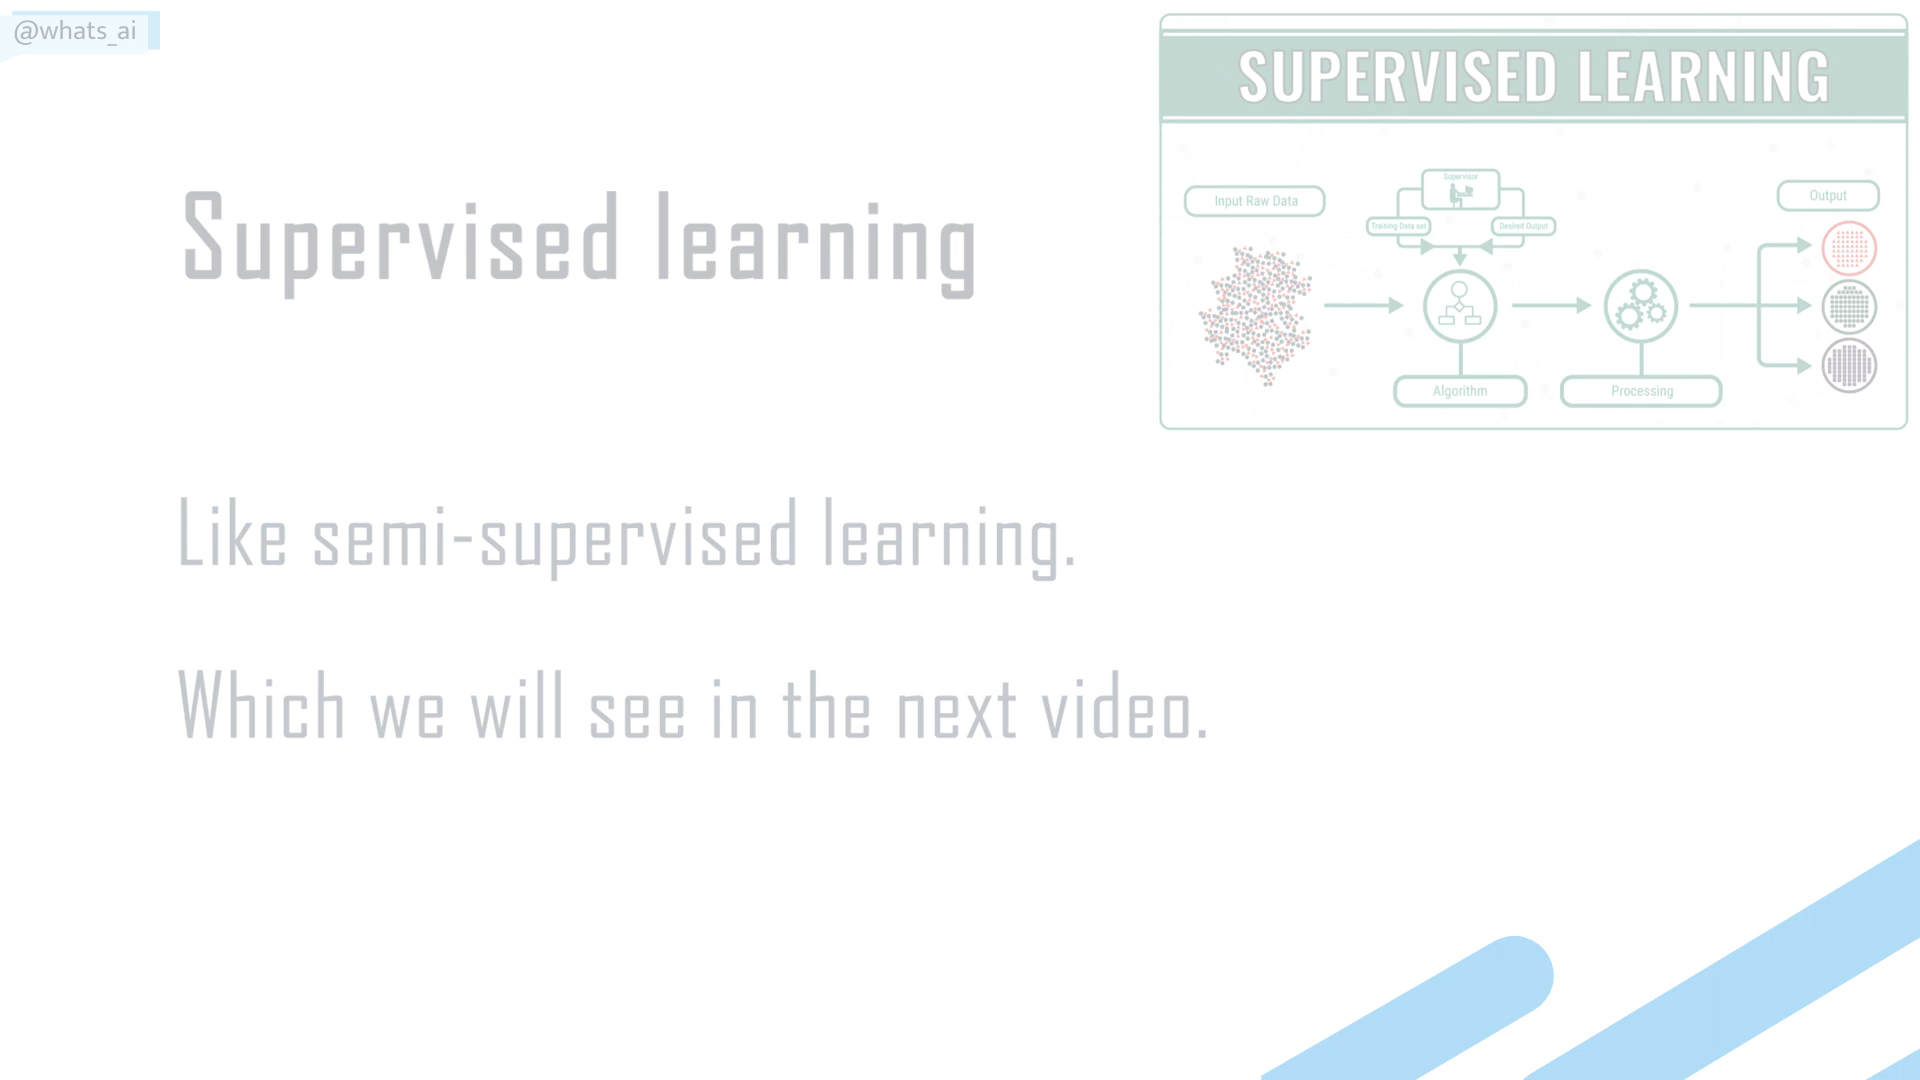 @whats_ai
SUPERVISED LEARNING
Supervised learning
Supervisor
Input Raw Data
Output
Training Data set
Desired Output
Algorithm
Processing
Like semi-supervised learning.
Which we will see in the next video.